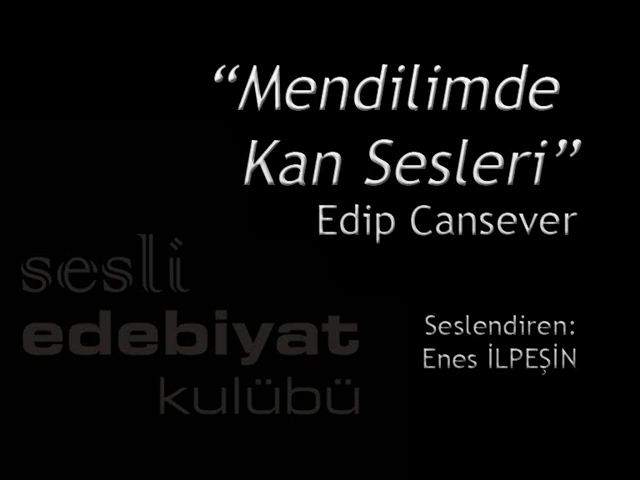 “Mendilimde
Kan Sesleri”
Edip Cansever
sesli
edebiyat
kulübü
Seslendiren:
Enes İLPEŞİN